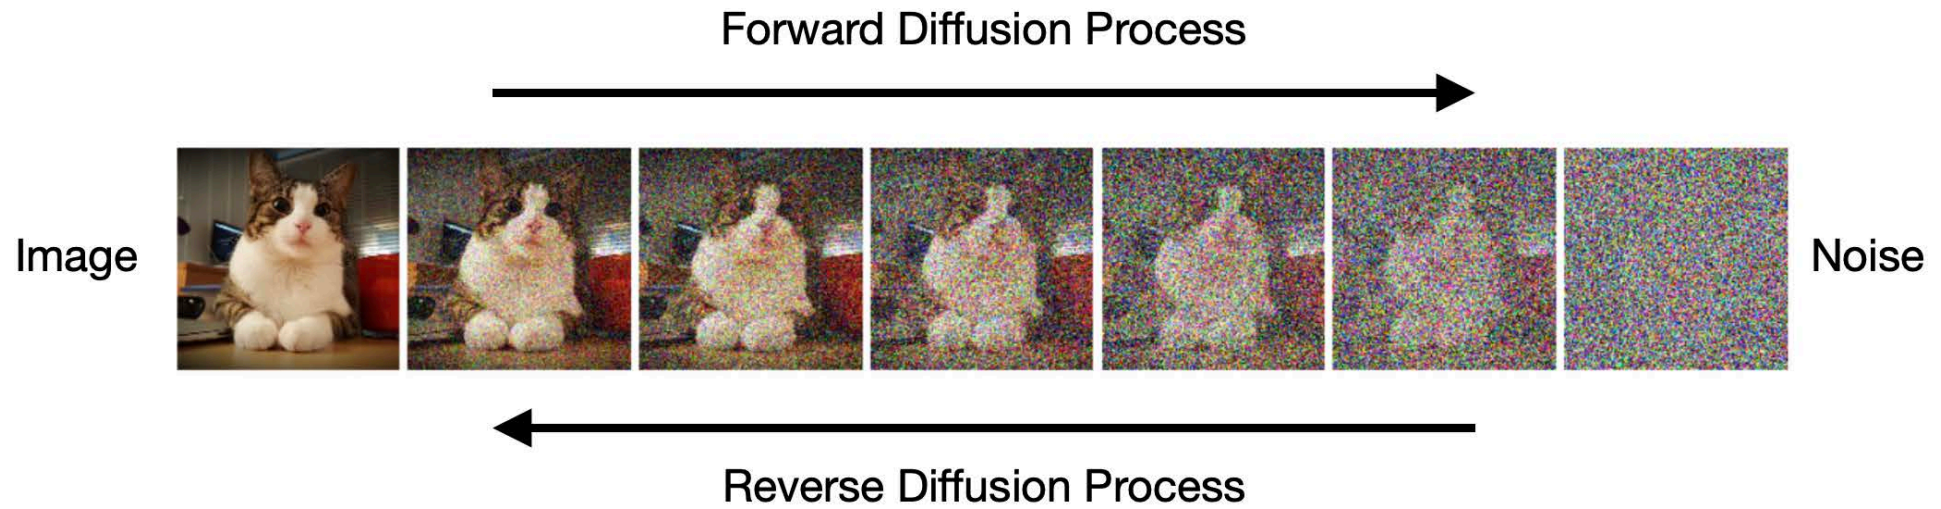 Forward Diffusion Process
Image
Noise
Reverse Diffusion Process